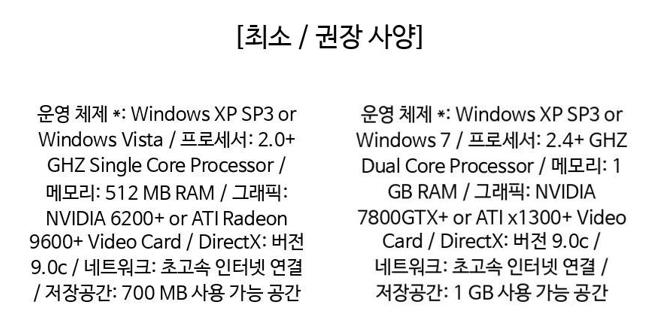 [최소 / 권장 사양]
운영 체제 *: Windows XP SP3 or
Windows Vista / 프로세서: 2.0+
GHZ Single Core Processor /
메모리: 512 MB RAM / 그래픽:
NVIDIA 6200+ or ATI Radeon
9600+ Video Card / DirectX: 버전
9.0c / 네트워크: 초고속 인터넷 연결
/ 저장공간: 700 MB 사용 가능 공간
운영 체제 *: Windows XP SP3 or
Windows 7 / 프로세서: 2.4+ GHZ
Dual Core Processor / 메모리: 1
GB RAM / 그래픽: NVIDIA
7800GTX+ or ATI x1300+ Video
Card / DirectX: 버전 9.0c /
네트워크: 초고속 인터넷 연결 /
저장공간: 1 GB 사용 가능 공간